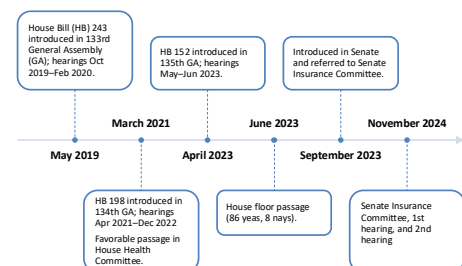 House Bill (HB) 243
introduced in 133rd
General Assembly
(GA); hearings Oct
2019–Feb 2020.
HB 152 introduced in
135th GA; hearings
May–Jun 2023.
Introduced in Senate
and referred to Senate
Insurance Committee.
March 2021
June 2023
November 2024
May 2019
April 2023
September 2023
HB 198 introduced in
134th GA; hearings
Apr 2021–Dec 2022
Favorable passage in
House Health
Committee.
House floor passage
(86 yeas, 8 nays).
Senate Insurance
Committee, 1st
hearing, and 2nd
hearing